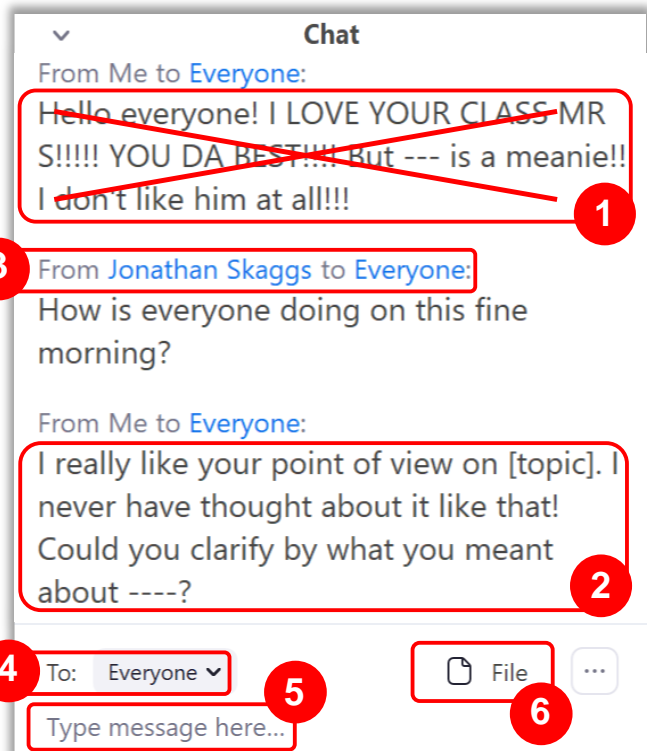 Chat
From Me to Everyone:
Hello everyone! I LOVE YOUR CLASS MR
S!!!!! YOU DA BEST!!!! But --- is a meanie!!
I don't like him at all!!!
1
3 From Jonathan Skaggs to Everyone:
How is everyone doing on this fine
morning?
From Me to Everyone:
I really like your point of view on [topic]. I
never have thought about it like that!
Could you clarify by what you meant
about ----?
2
4 To: Everyone File ...
5
Type message here...
6